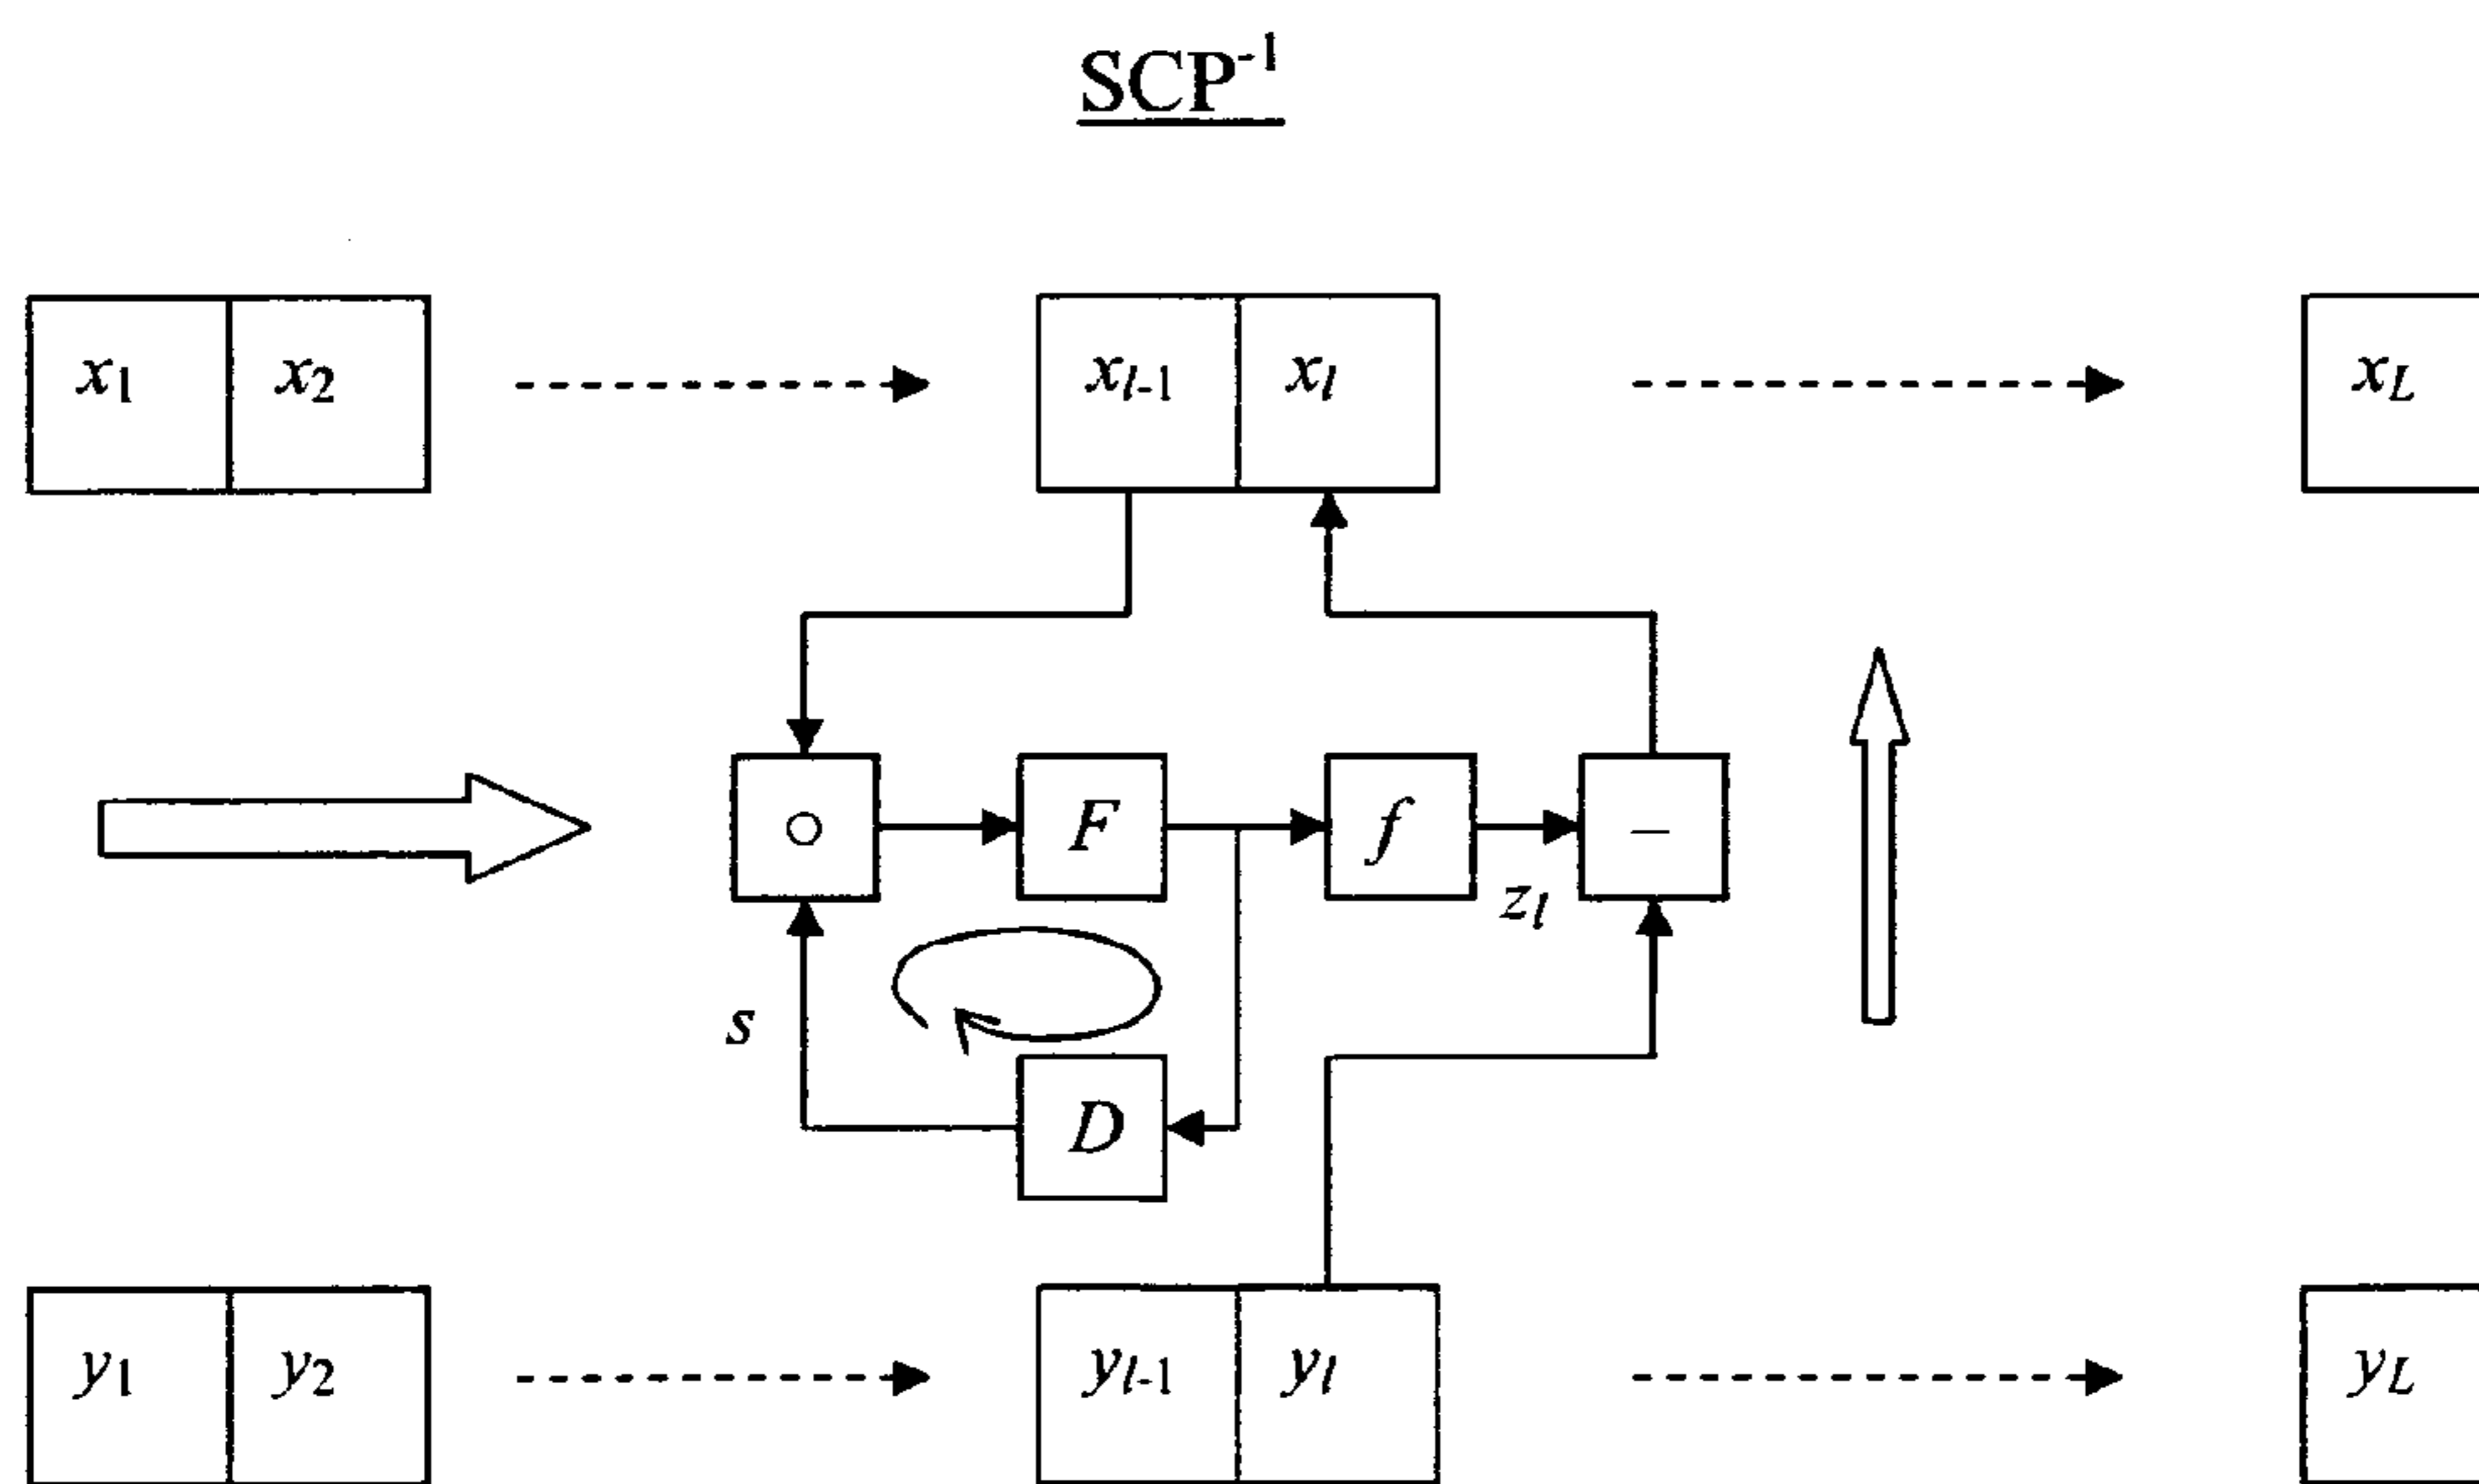 SCP⁻¹
x₁ x₂ xₗ₋₁ xₗ x_L
○ F f –
zₗ
s
D
y₁ y₂ yₗ₋₁ yₗ y_L